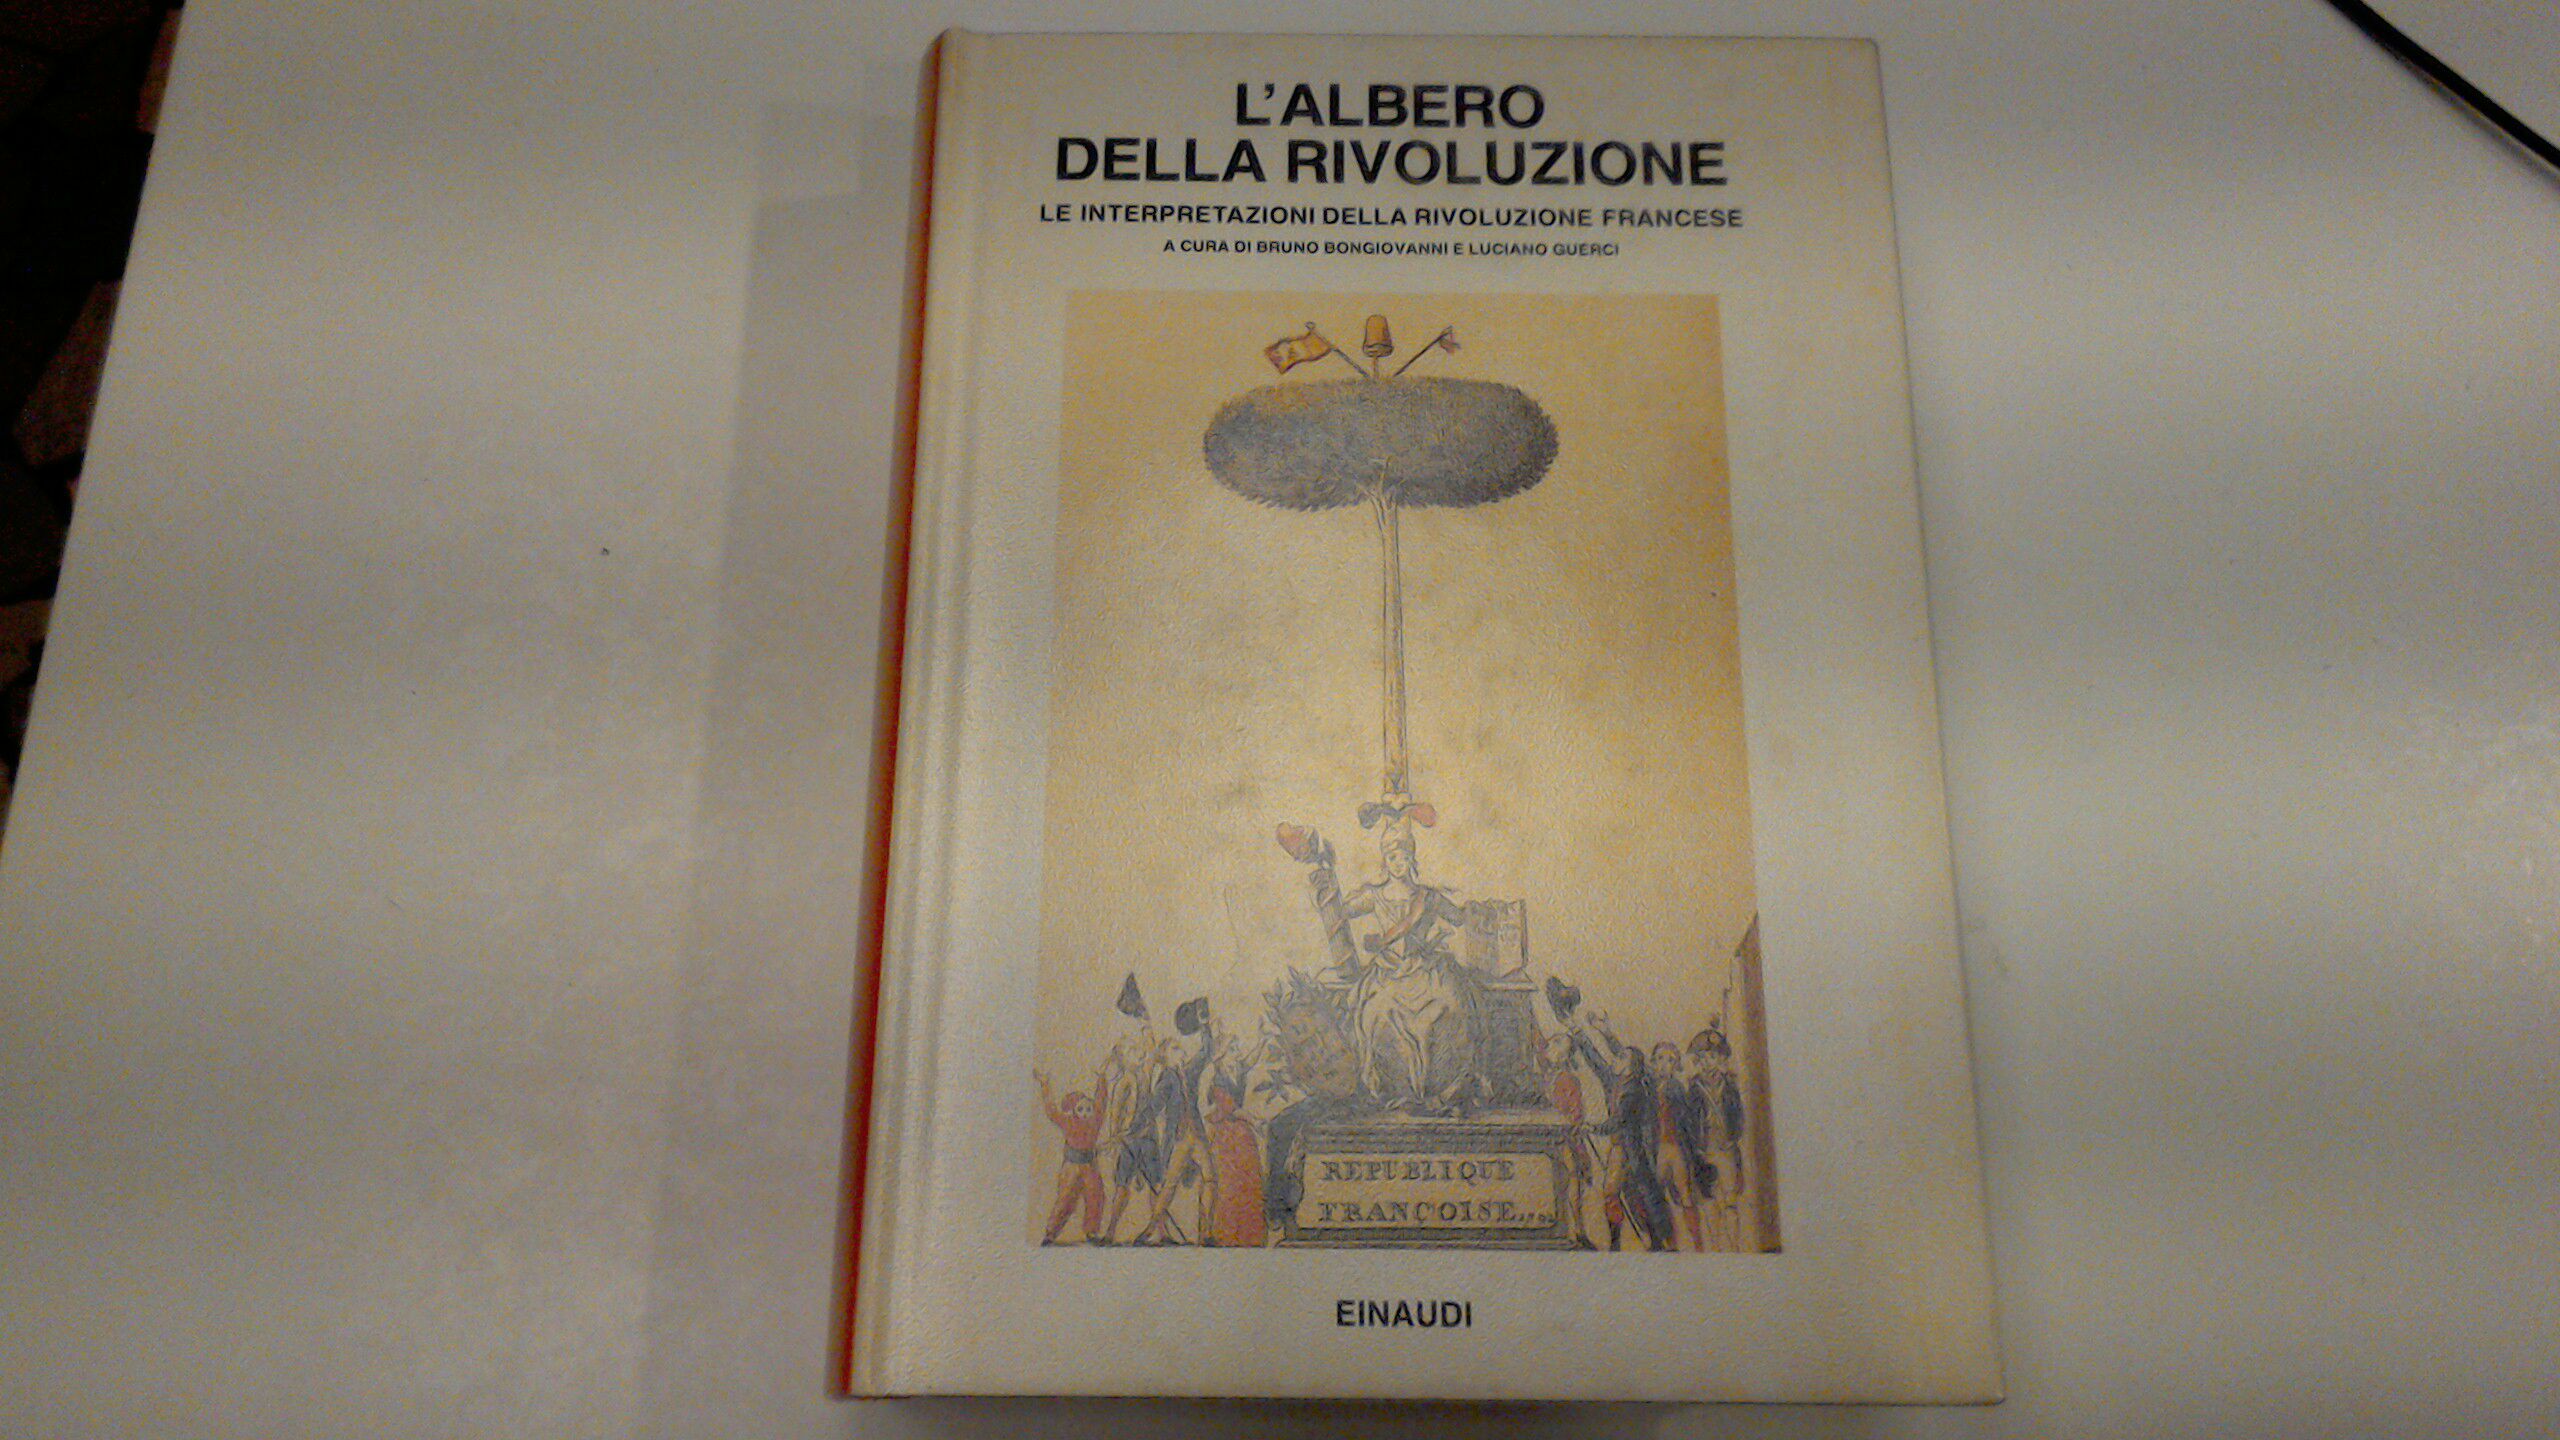 L'ALBERO
DELLA RIVOLUZIONE
LE INTERPRETAZIONI DELLA RIVOLUZIONE FRANCESE
A CURA DI BRUNO BONGIOVANNI E LUCIANO GUERCI
REPUBLIQUE
FRANÇOISE
EINAUDI